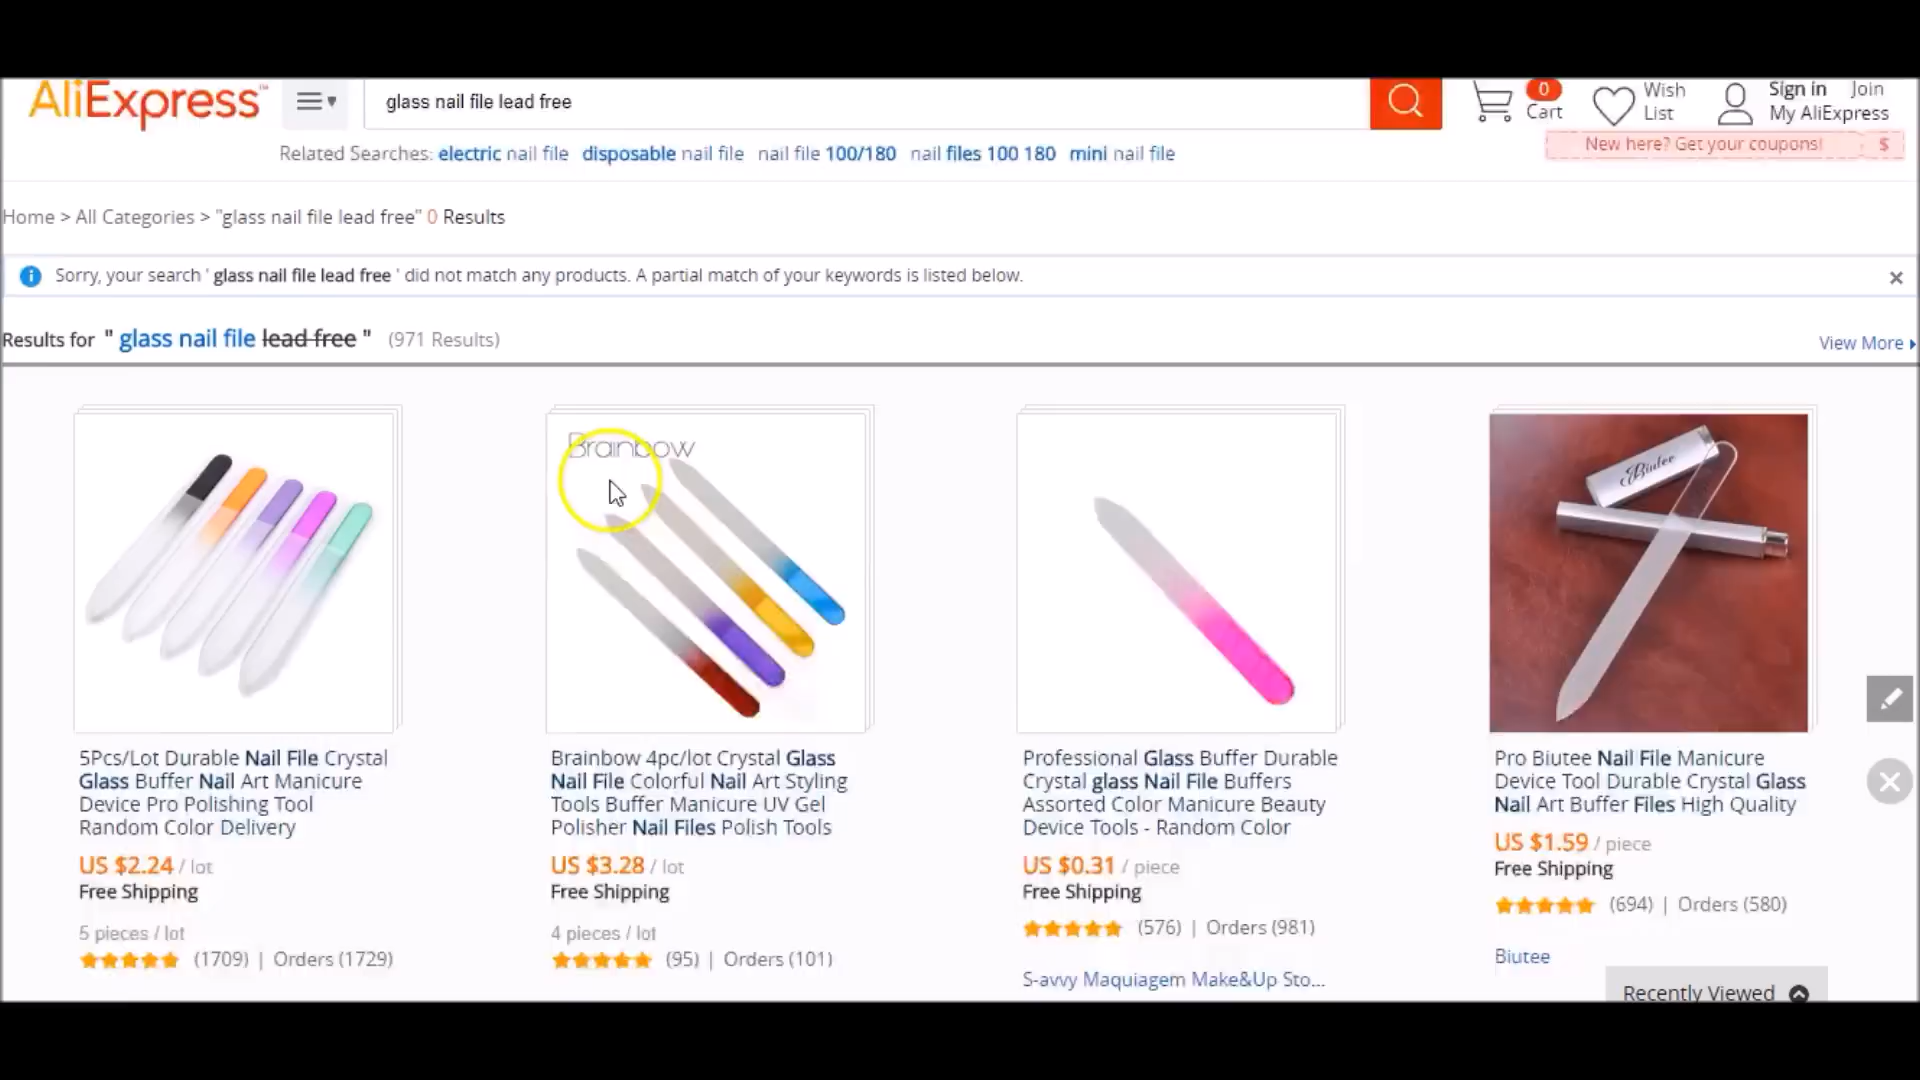 AliExpress™
glass nail file lead free
0
Cart
Wish
List
Sign in Join
My AliExpress
New here? Get your coupons! $
Related Searches: electric nail file disposable nail file nail file 100/180 nail files 100 180 mini nail file
Home > All Categories > "glass nail file lead free" 0 Results
Sorry, your search ' glass nail file lead free ' did not match any products. A partial match of your keywords is listed below.
Results for " glass nail file lead free " (971 Results)
View More
Brainbow
Biutee
5Pcs/Lot Durable Nail File Crystal
Glass Buffer Nail Art Manicure
Device Pro Polishing Tool
Random Color Delivery
US $2.24 / lot
Free Shipping
5 pieces / lot
(1709) | Orders (1729)
Brainbow 4pc/lot Crystal Glass
Nail File Colorful Nail Art Styling
Tools Buffer Manicure UV Gel
Polisher Nail Files Polish Tools
US $3.28 / lot
Free Shipping
4 pieces / lot
(95) | Orders (101)
Professional Glass Buffer Durable
Crystal glass Nail File Buffers
Assorted Color Manicure Beauty
Device Tools - Random Color
US $0.31 / piece
Free Shipping
(576) | Orders (981)
S-avvy Maquiagem Make&Up Sto...
Pro Biutee Nail File Manicure
Device Tool Durable Crystal Glass
Nail Art Buffer Files High Quality
US $1.59 / piece
Free Shipping
(694) | Orders (580)
Biutee
Recently Viewed